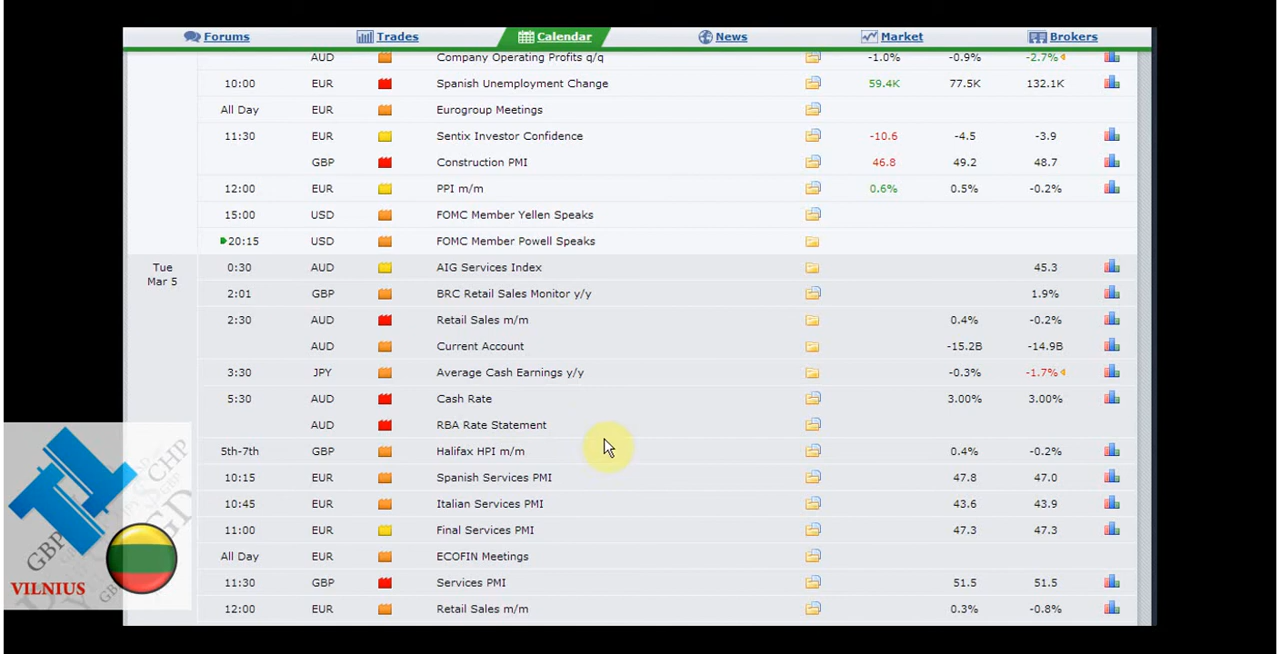 Forums Trades Calendar News Market Brokers
AUD Company Operating Profits q/q -1.0% -0.9% -2.7%
10:00 EUR Spanish Unemployment Change 59.4K 77.5K 132.1K
All Day EUR Eurogroup Meetings
11:30 EUR Sentix Investor Confidence -10.6 -4.5 -3.9
GBP Construction PMI 46.8 49.2 48.7
12:00 EUR PPI m/m 0.6% 0.5% -0.2%
15:00 USD FOMC Member Yellen Speaks
20:15 USD FOMC Member Powell Speaks
Tue 0:30 AUD AIG Services Index 45.3
Mar 5
2:01 GBP BRC Retail Sales Monitor y/y 1.9%
2:30 AUD Retail Sales m/m 0.4% -0.2%
AUD Current Account -15.2B -14.9B
3:30 JPY Average Cash Earnings y/y -0.3% -1.7%
5:30 AUD Cash Rate 3.00% 3.00%
AUD RBA Rate Statement
5th-7th GBP Halifax HPI m/m 0.4% -0.2%
10:15 EUR Spanish Services PMI 47.8 47.0
10:45 EUR Italian Services PMI 43.6 43.9
11:00 EUR Final Services PMI 47.3 47.3
All Day EUR ECOFIN Meetings
11:30 GBP Services PMI 51.5 51.5
12:00 EUR Retail Sales m/m 0.3% -0.8%
CHP
GBP
GBP
VILNIUS